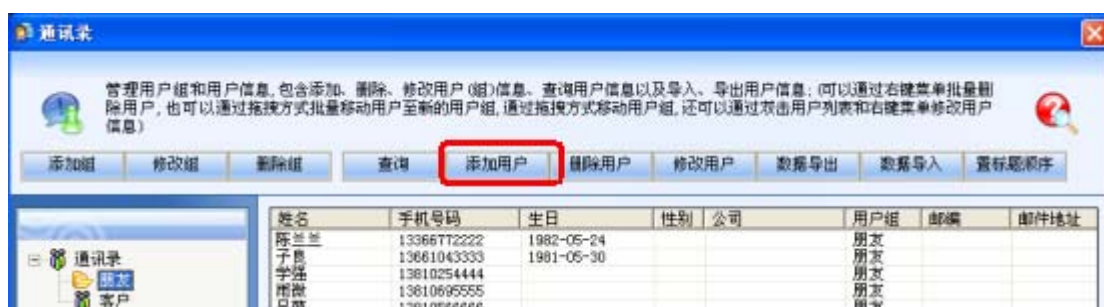 通讯录
管理用户组和用户信息,包含添加、删除、修改用户(组)信息、查询用户信息以及导入、导出用户信息;(可以通过右键菜单批量删
除用户,也可以通过拖拽方式批量移动用户至新的用户组,通过拖拽方式移动用户组,还可以通过双击用户列表和右键菜单修改用户
信息)
添加组 修改组 删除组 查询 添加用户 删除用户 修改用户 数据导出 数据导入 置标题顺序
姓名 手机号码 生日 性别 公司 用户组 邮编 邮件地址
陈兰兰 13366772222 1982-05-24 朋友
子良 13661043333 1981-05-30 朋友
通讯录
学强 13810254444 朋友
朋友
雨薇 13810695555 朋友
客户